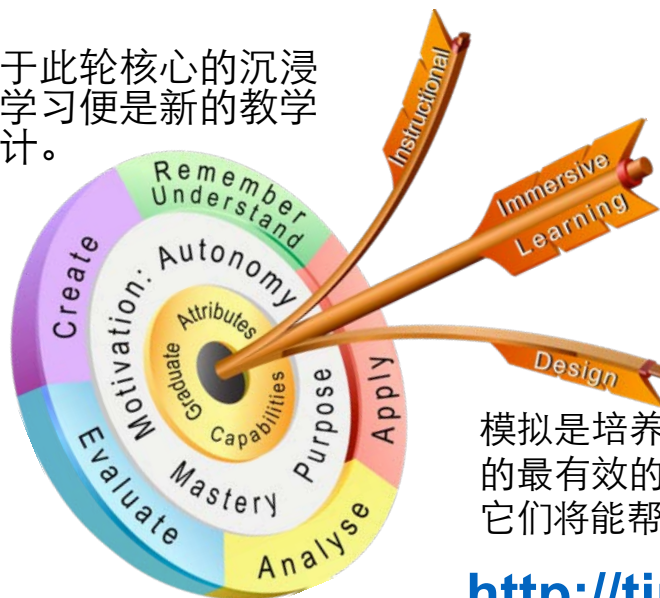 于此轮核心的沉浸
学习便是新的教学
计。
Instructional
Immersive
Learning
Design
Remember
Understand
Create
Apply
Evaluate
Analyse
Motivation: Autonomy
Mastery
Purpose
Graduate Attributes
Capabilities
模拟是培养
的最有效的
它们将能帮
http://ti